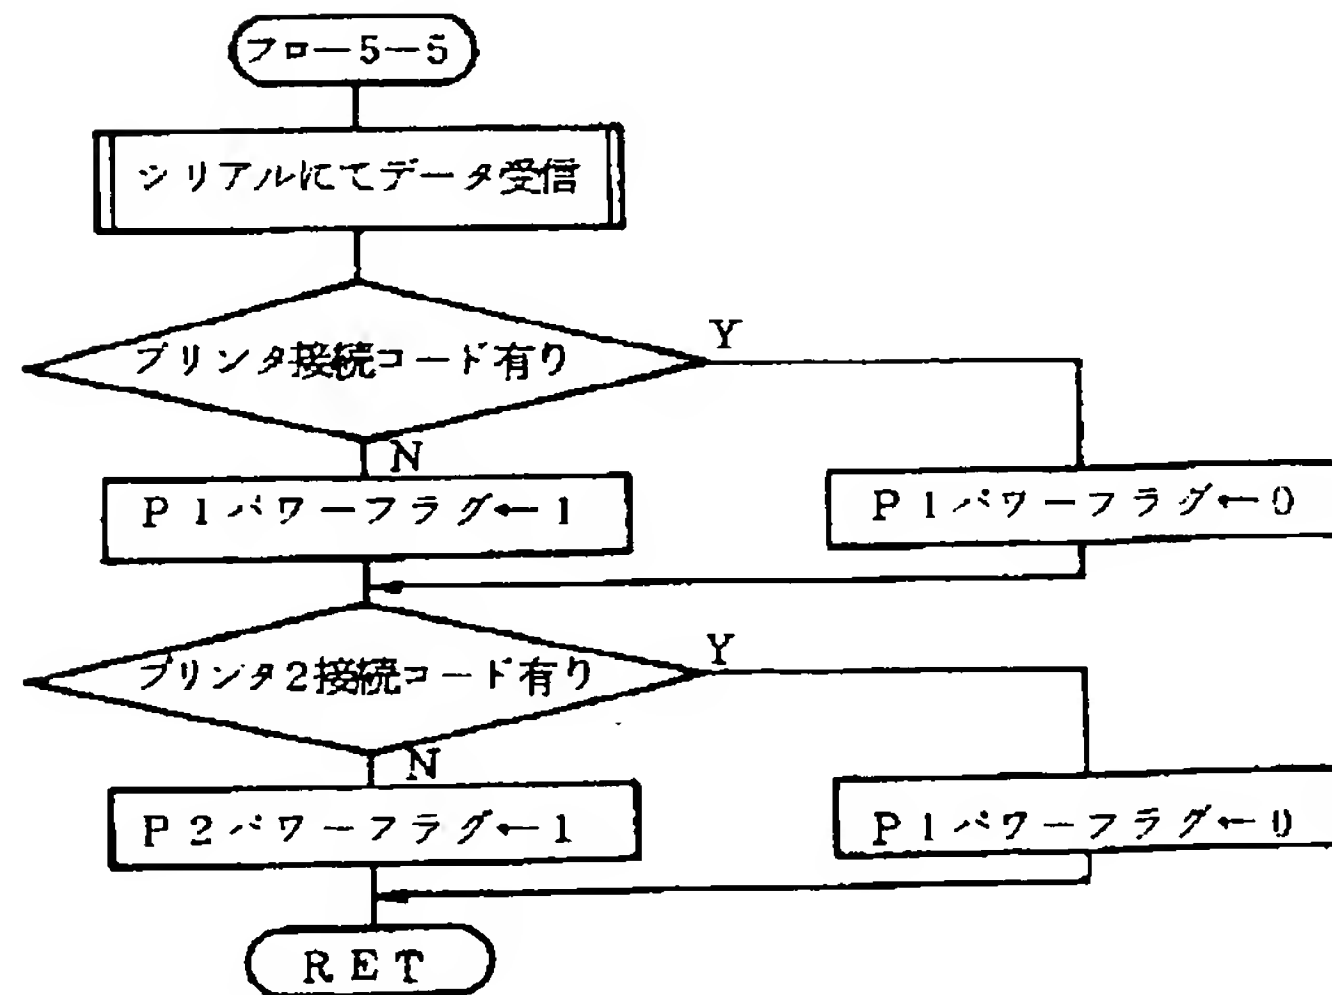 フロー5-5
シリアルにてデータ受信
プリンタ接続コード有り
Y
N
P1パワーフラグ←1
P1パワーフラグ←0
プリンタ2接続コード有り
Y
N
P2パワーフラグ←1
P1パワーフラグ←0
RET